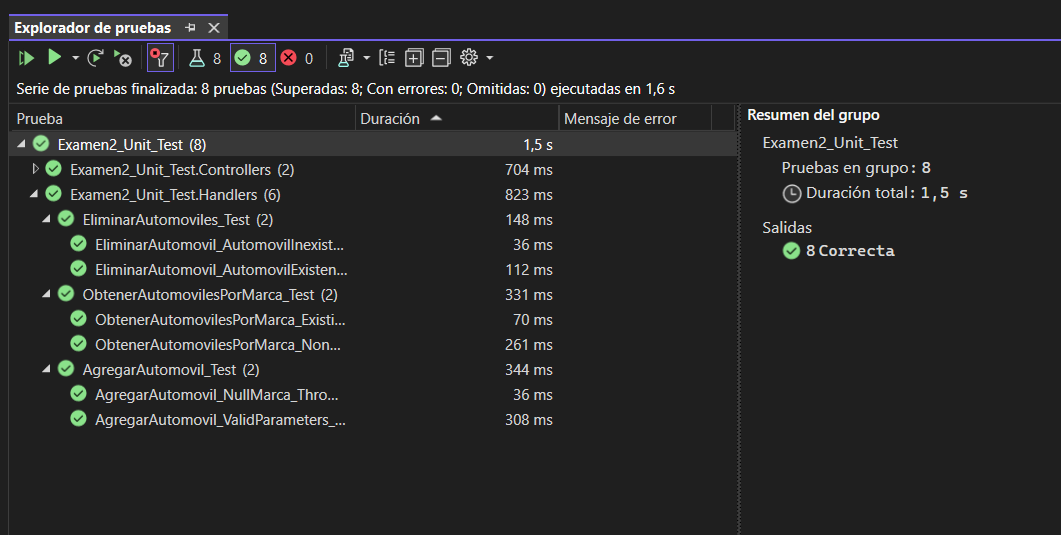 Explorador de pruebas
8 8 0
Serie de pruebas finalizada: 8 pruebas (Superadas: 8; Con errores: 0; Omitidas: 0) ejecutadas en 1,6 s
Prueba Duración Mensaje de error
Examen2_Unit_Test (8) 1,5 s
Examen2_Unit_Test.Controllers (2) 704 ms
Examen2_Unit_Test.Handlers (6) 823 ms
EliminarAutomoviles_Test (2) 148 ms
EliminarAutomovil_AutomovilInexist... 36 ms
EliminarAutomovil_AutomovilExisten... 112 ms
ObtenerAutomovilesPorMarca_Test (2) 331 ms
ObtenerAutomovilesPorMarca_Existi... 70 ms
ObtenerAutomovilesPorMarca_Non... 261 ms
AgregarAutomovil_Test (2) 344 ms
AgregarAutomovil_NullMarca_Thro... 36 ms
AgregarAutomovil_ValidParameters_... 308 ms
Resumen del grupo
Examen2_Unit_Test
Pruebas en grupo: 8
Duración total: 1,5 s
Salidas
8 Correcta